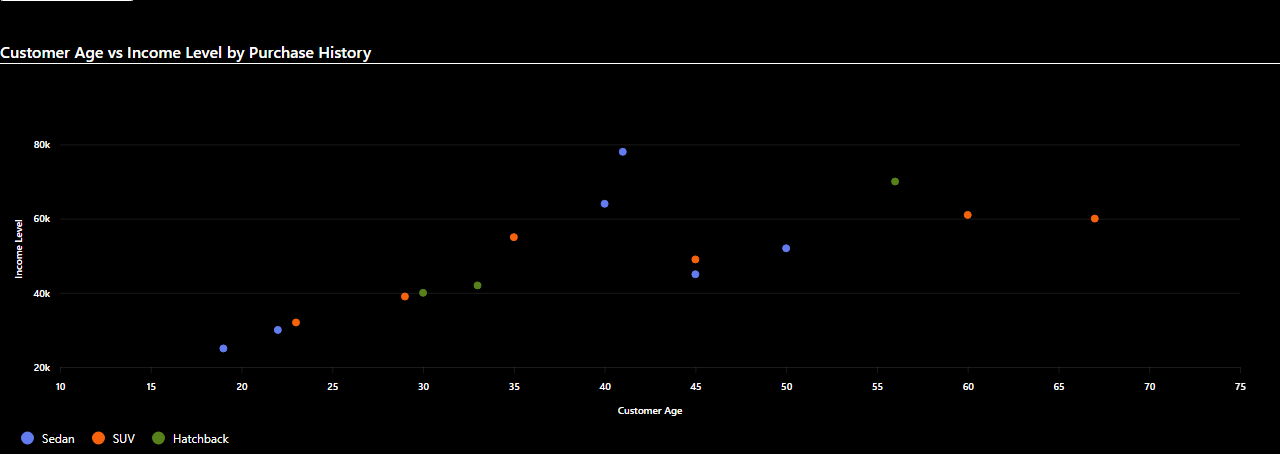 Customer Age vs Income Level by Purchase History
80k
60k
40k
20k
Income Level
10 15 20 25 30 35 40 45 50 55 60 65 70 75
Customer Age
Sedan SUV Hatchback